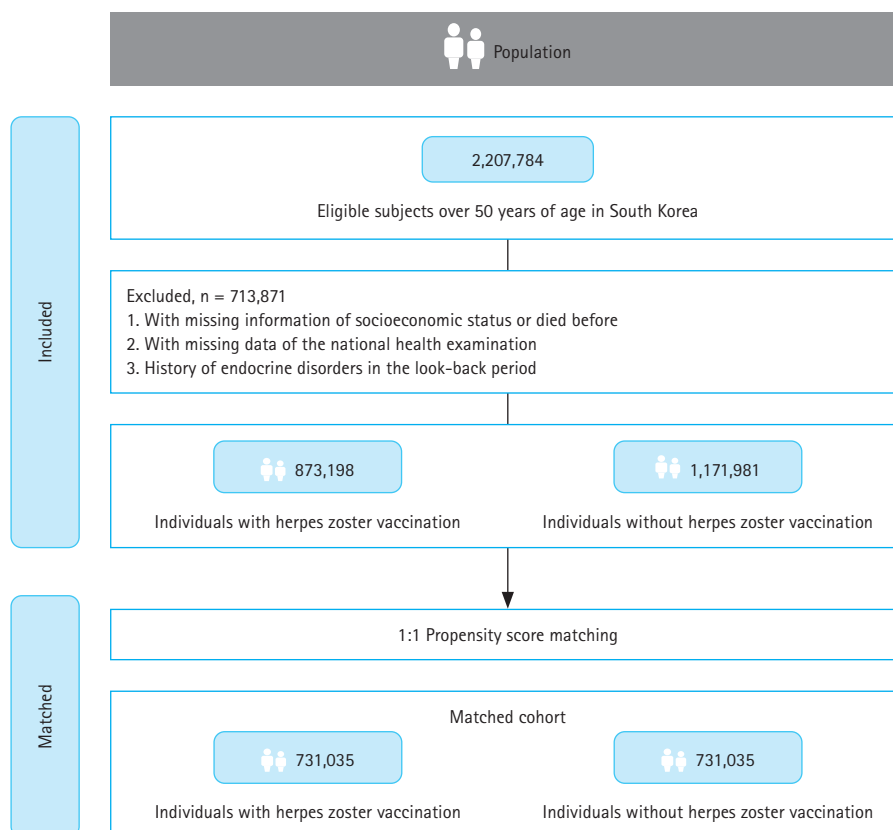 Population
Included
2,207,784
Eligible subjects over 50 years of age in South Korea
Excluded, n = 713,871
1. With missing information of socioeconomic status or died before
2. With missing data of the national health examination
3. History of endocrine disorders in the look-back period
873,198
1,171,981
Individuals with herpes zoster vaccination
Individuals without herpes zoster vaccination
Matched
1:1 Propensity score matching
Matched cohort
731,035
731,035
Individuals with herpes zoster vaccination
Individuals without herpes zoster vaccination